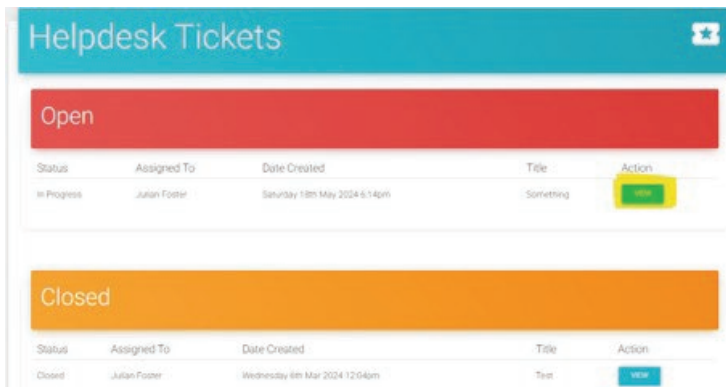 Helpdesk Tickets
Open
Status Assigned To Date Created Title Action
In Progress Julian Foster Saturday 18th May 2024 6:14pm Something VIEW
Closed
Status Assigned To Date Created Title Action
Closed Julian Foster Wednesday 6th Mar 2024 12:04pm Test VIEW